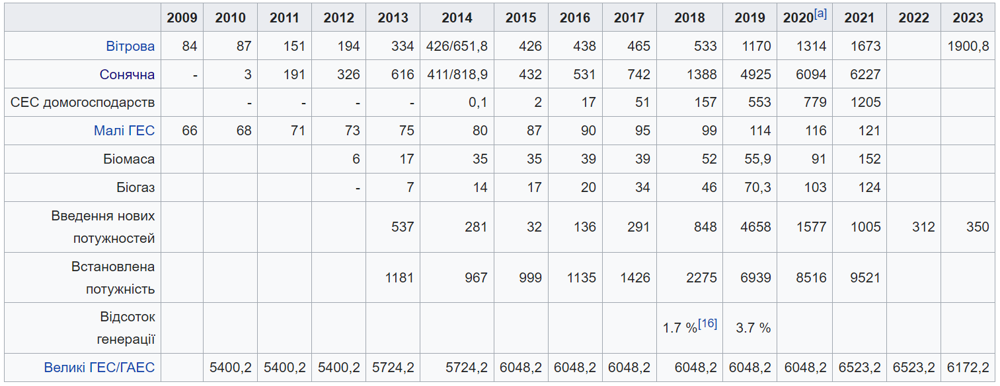 2009 2010 2011 2012 2013 2014 2015 2016 2017 2018 2019 2020[a] 2021 2022 2023
Вітрова 84 87 151 194 334 426/651,8 426 438 465 533 1170 1314 1673 1900,8
Сонячна - 3 191 326 616 411/818,9 432 531 742 1388 4925 6094 6227
СЕС домогосподарств - - - - 0,1 2 17 51 157 553 779 1205
Малі ГЕС 66 68 71 73 75 80 87 90 95 99 114 116 121
Біомаса 6 17 35 35 39 39 52 55,9 91 152
Біогаз - 7 14 17 20 34 46 70,3 103 124
Введення нових
потужностей 537 281 32 136 291 848 4658 1577 1005 312 350
Встановлена
потужність 1181 967 999 1135 1426 2275 6939 8516 9521
Відсоток
генерації 1.7 %[16] 3.7 %
Великі ГЕС/ГАЕС 5400,2 5400,2 5400,2 5724,2 5724,2 6048,2 6048,2 6048,2 6048,2 6048,2 6048,2 6523,2 6523,2 6172,2